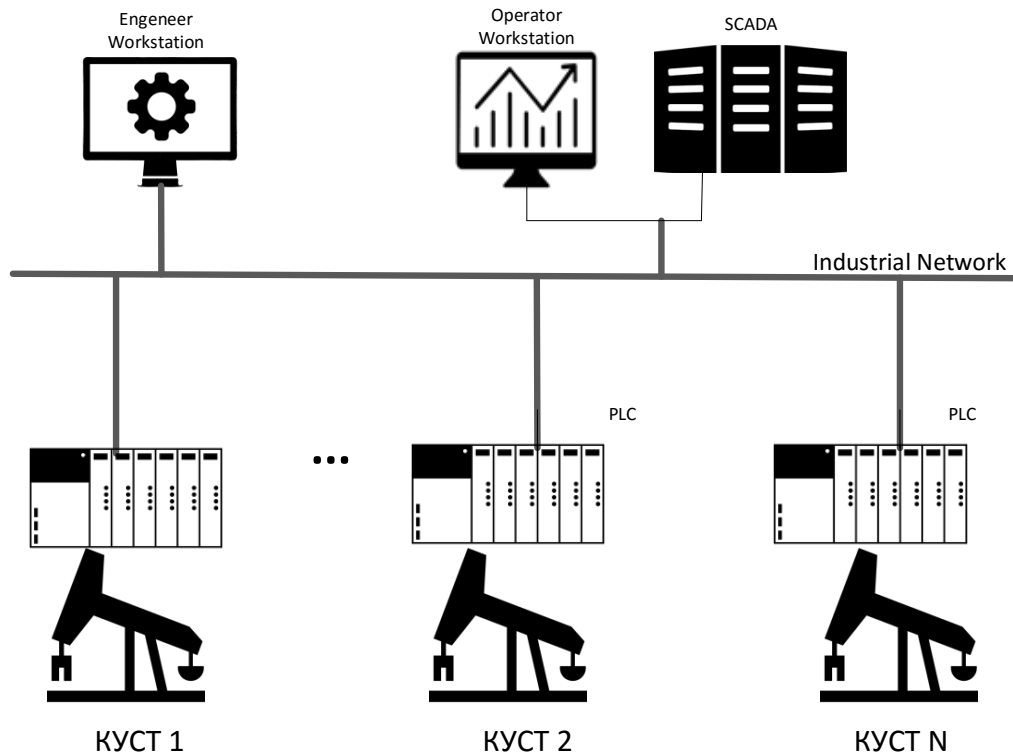 Engeneer
Workstation
Operator
Workstation
SCADA
Industrial Network
PLC
PLC
...
КУСТ 1
КУСТ 2
КУСТ N